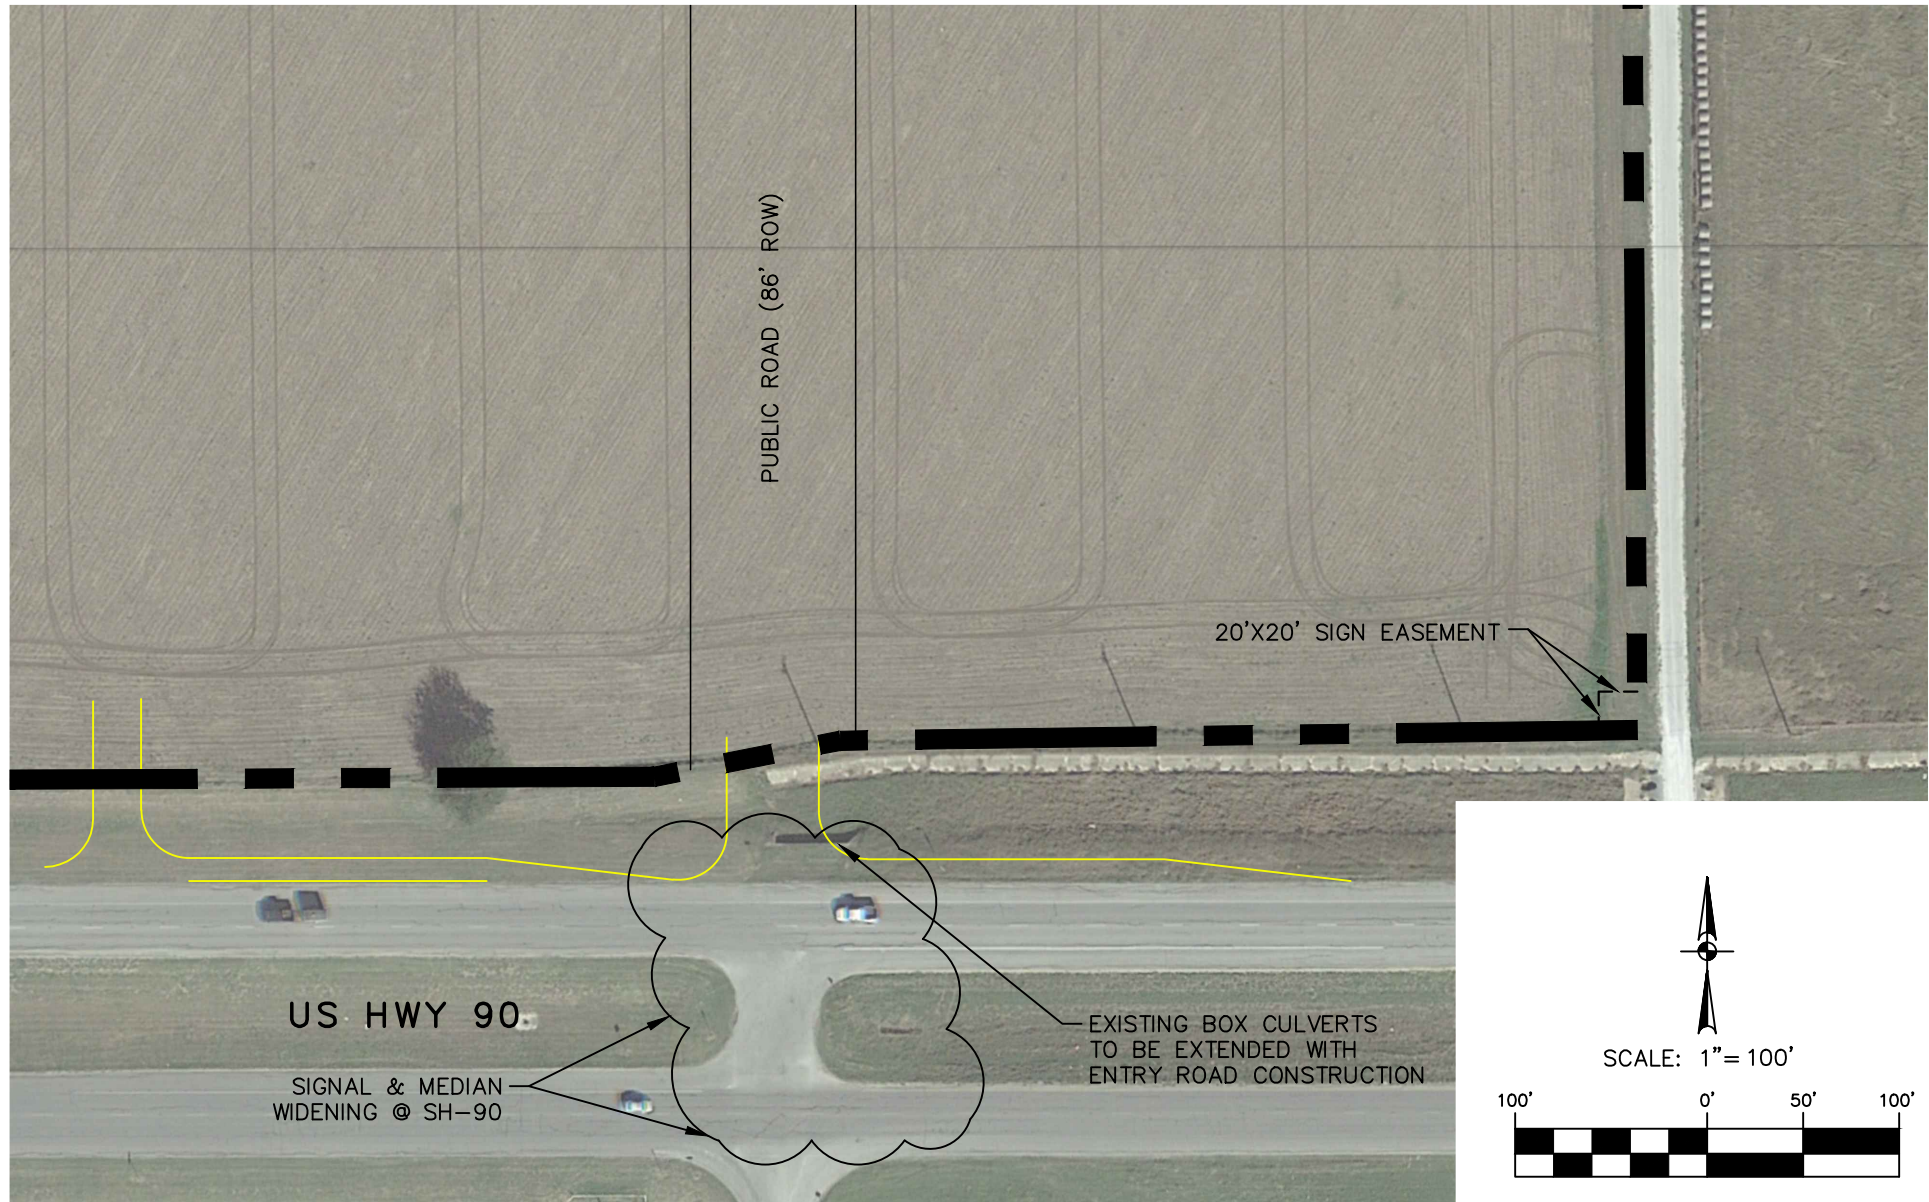 PUBLIC ROAD (86' ROW)
20'X20' SIGN EASEMENT
US HWY 90
SIGNAL & MEDIAN
WIDENING @ SH-90
EXISTING BOX CULVERTS
TO BE EXTENDED WITH
ENTRY ROAD CONSTRUCTION
SCALE: 1"=100'
100' 0' 50' 100'